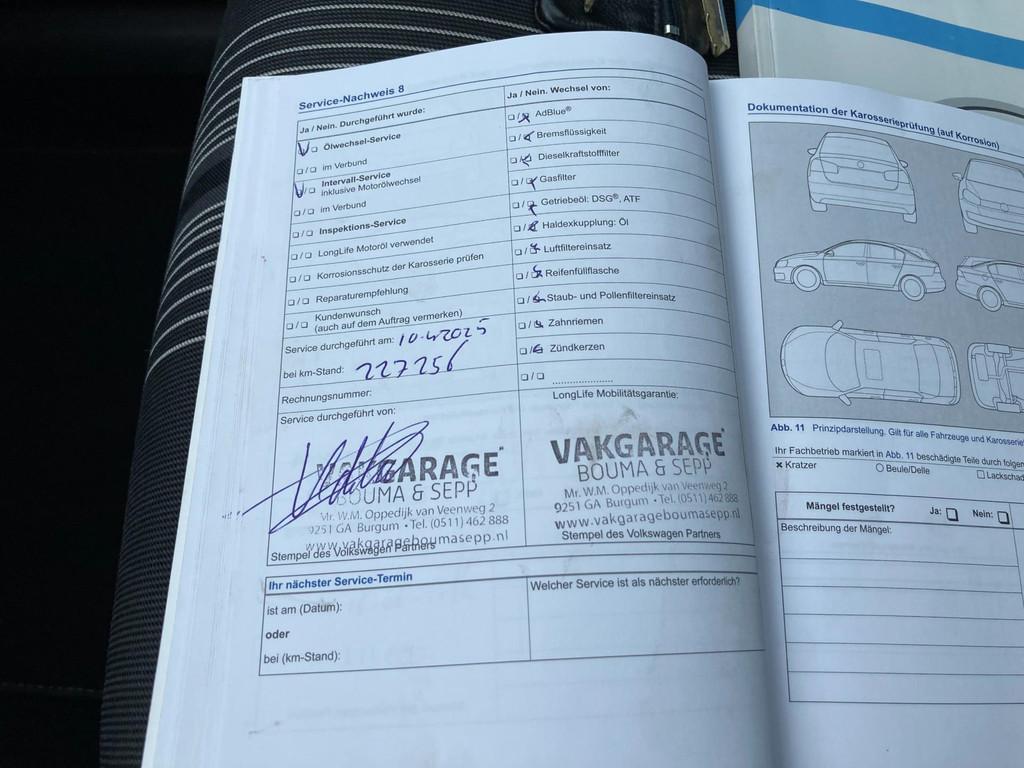 Service-Nachweis 8
Ja / Nein. Durchgeführt wurde:
Ölwechsel-Service
im Verbund
Intervall-Service
inklusive Motorölwechsel
im Verbund
Inspektions-Service
LongLife Motoröl verwendet
Korrosionsschutz der Karosserie prüfen
Reparaturempfehlung
Kundenwunsch
(auch auf dem Auftrag vermerken)
Service durchgeführt am: 10-4-2025
bei km-Stand: 227256
Rechnungsnummer:
Service durchgeführt von:
VAKGARAGE
BOUMA & SEPP
Mr. W.M. Oppedijk van Veenweg 2
9251 GA Burgum • Tel. (0511) 462 888
www.vakgarageboumasepp.nl
Stempel des Volkswagen Partners
Ja / Nein. Wechsel von:
AdBlue®
Bremsflüssigkeit
Dieselkraftstofffilter
Gasfilter
Getriebeöl: DSG®, ATF
Haldexkupplung: Öl
Luftfiltereinsatz
Reifenfüllflasche
Staub- und Pollenfiltereinsatz
Zahnriemen
Zündkerzen
LongLife Mobilitätsgarantie:
VAKGARAGE
BOUMA & SEPP
Mr. W.M. Oppedijk van Veenweg 2
9251 GA Burgum • Tel. (0511) 462 888
www.vakgarageboumasepp.nl
Stempel des Volkswagen Partners
Ihr nächster Service-Termin
ist am (Datum):
oder
bei (km-Stand):
Welcher Service ist als nächster erforderlich?
Dokumentation der Karosserieprüfung (auf Korrosion)
Abb. 11 Prinzipdarstellung. Gilt für alle Fahrzeuge und Karosserie
Ihr Fachbetrieb markiert in Abb. 11 beschädigte Teile durch
Kratzer
Beule/Delle
Lackschad
Mängel festgestellt? Ja: Nein:
Beschreibung der Mängel: